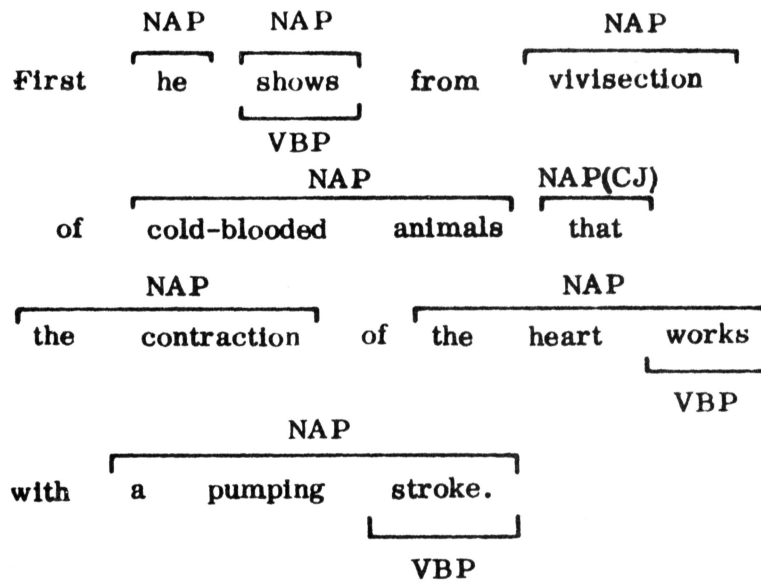 NAP NAP NAP
First he shows from vivisection
VBP
NAP NAP(CJ)
of cold-blooded animals that
NAP NAP
the contraction of the heart works
VBP
NAP
with a pumping stroke.
VBP